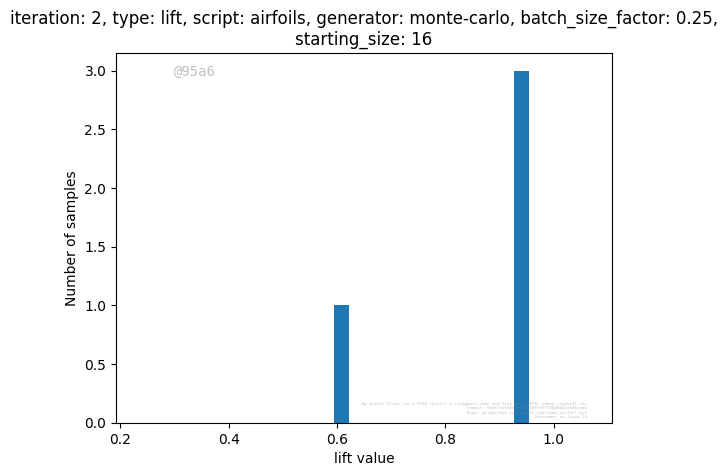 iteration: 2, type: lift, script: airfoils, generator: monte-carlo, batch_size_factor: 0.25,
starting_size: 16
@95a6
3.0
2.5
2.0
1.5
1.0
0.5
0.0
Number of samples
0.2 0.4 0.6 0.8 1.0
lift value